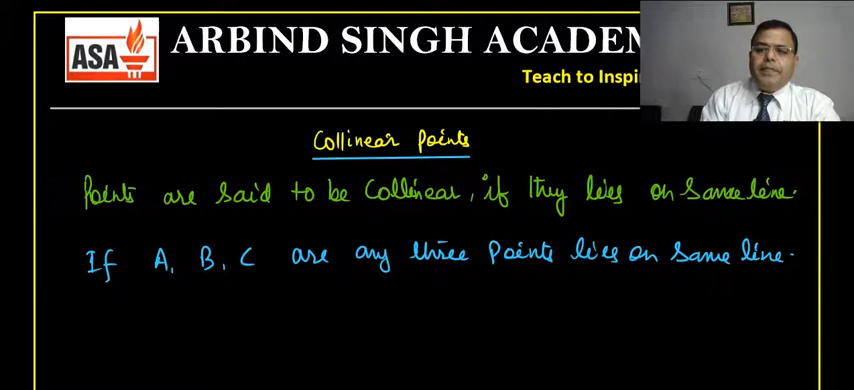 ASA
ARBIND SINGH ACADEM
Teach to Inspi
Collinear Points
Points are said to be Collinear, if they lies on same line.
If A, B, C are any three points lies on same line.